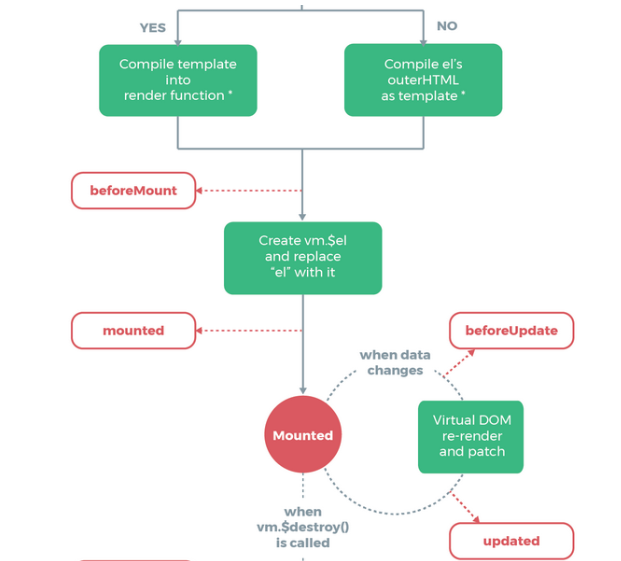 YES
NO
Compile template
into
render function *
Compile el's
outerHTML
as template *
beforeMount
Create vm.$el
and replace
"el" with it
mounted
beforeUpdate
when data
changes
Mounted
Virtual DOM
re-render
and patch
when
vm.$destroy()
is called
updated